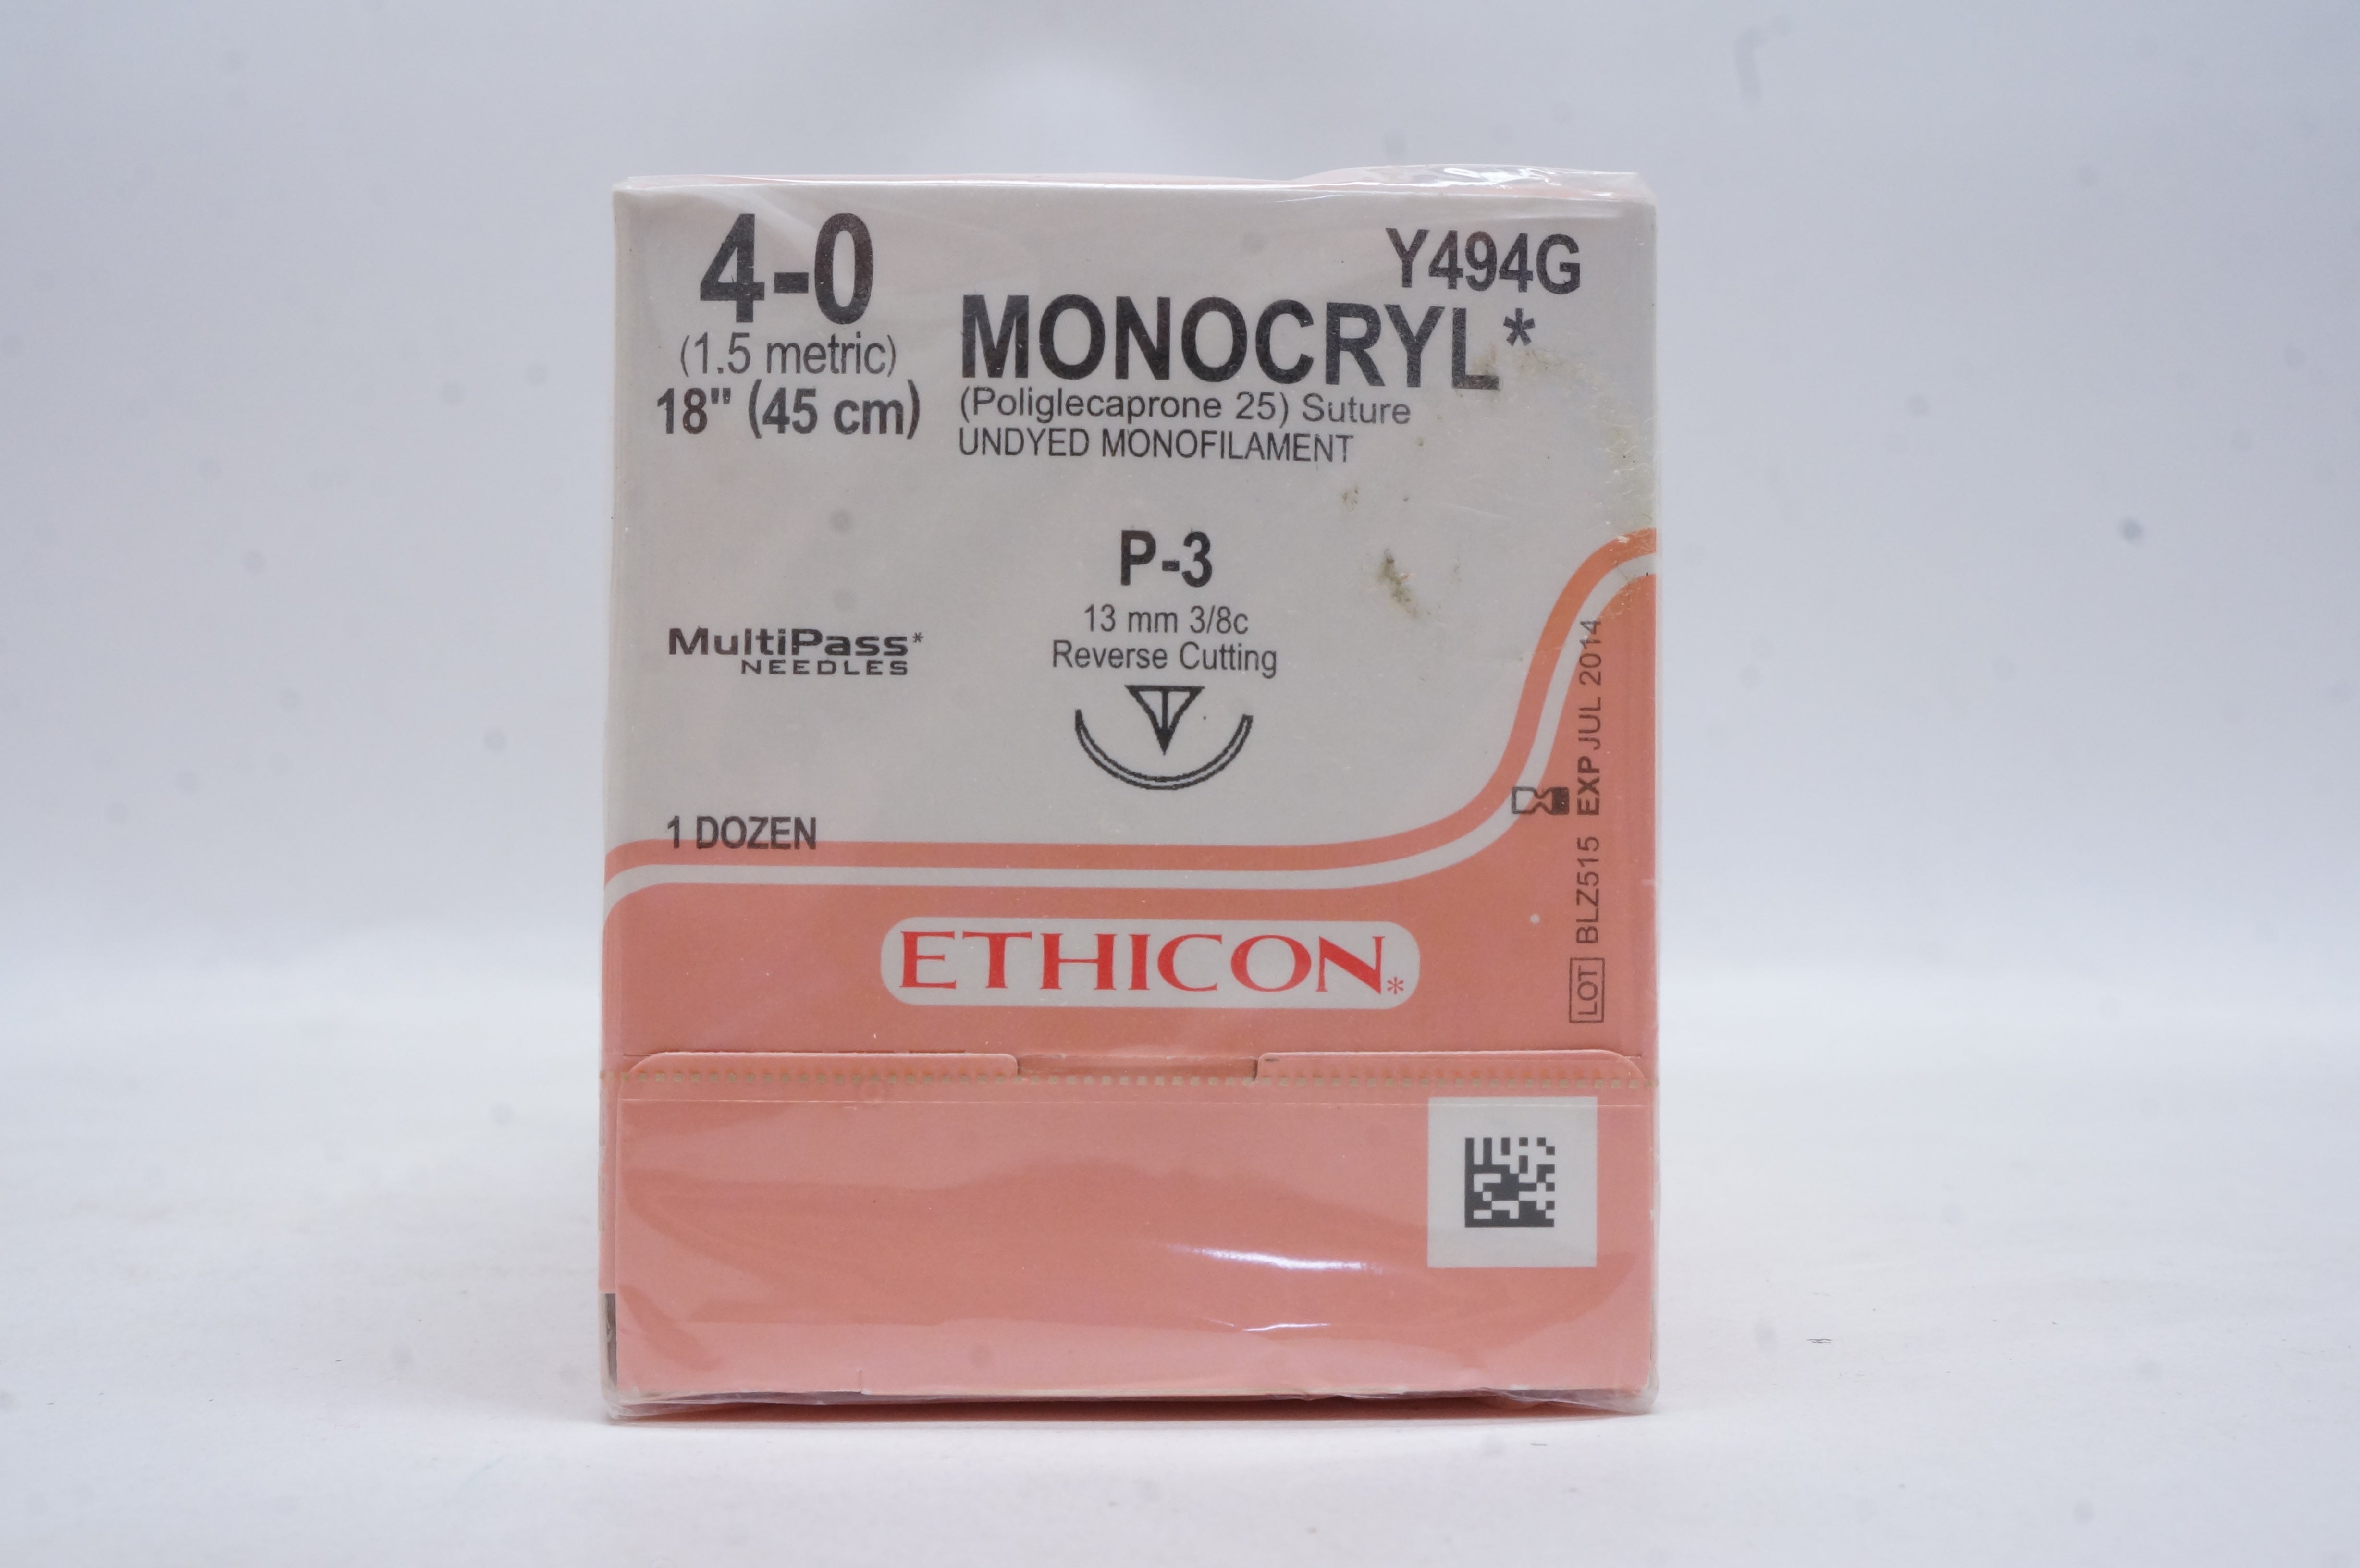 4-0
(1.5 metric)
18" (45 cm)
Y494G
MONOCRYL*
(Poliglecaprone 25) Suture
UNDYED MONOFILAMENT
P-3
13 mm 3/8c
Reverse Cutting
MultiPass*
NEEDLES
1 DOZEN
ETHICON*
LOT BLZ515 EXP JUL 2014